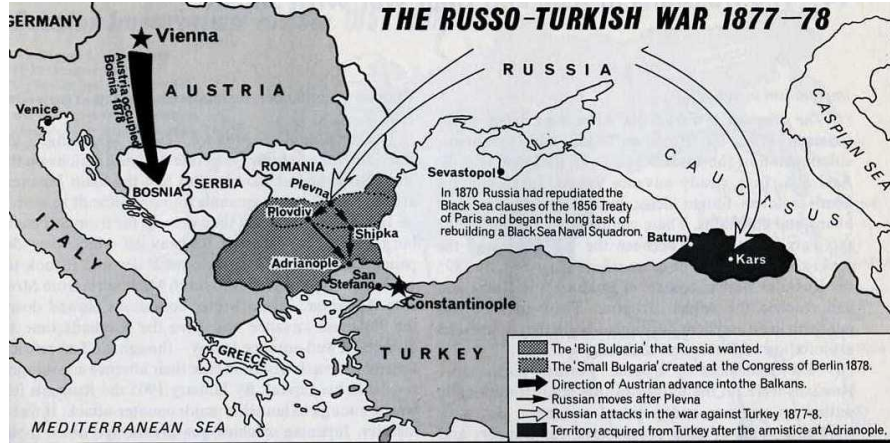 THE RUSSO-TURKISH WAR 1877–78
GERMANY
Vienna
Austria occupied
Bosnia 1878
AUSTRIA
RUSSIA
CASPIAN SEA
Venice
ROMANIA
CAUCASUS
BOSNIA
SERBIA
Plevna
Sevastopol
In 1870 Russia had repudiated the
Black Sea clauses of the 1856 Treaty
of Paris and began the long task of
rebuilding a Black Sea Naval Squadron.
Plovdiv
Shipka
Batum
Kars
ITALY
Adrianople
San
Stefano
Constantinople
GREECE
TURKEY
MEDITERRANEAN SEA
The 'Big Bulgaria' that Russia wanted.
The 'Small Bulgaria' created at the Congress of Berlin 1878.
Direction of Austrian advance into the Balkans.
Russian moves after Plevna
Russian attacks in the war against Turkey 1877-8.
Territory acquired from Turkey after the armistice at Adrianople.